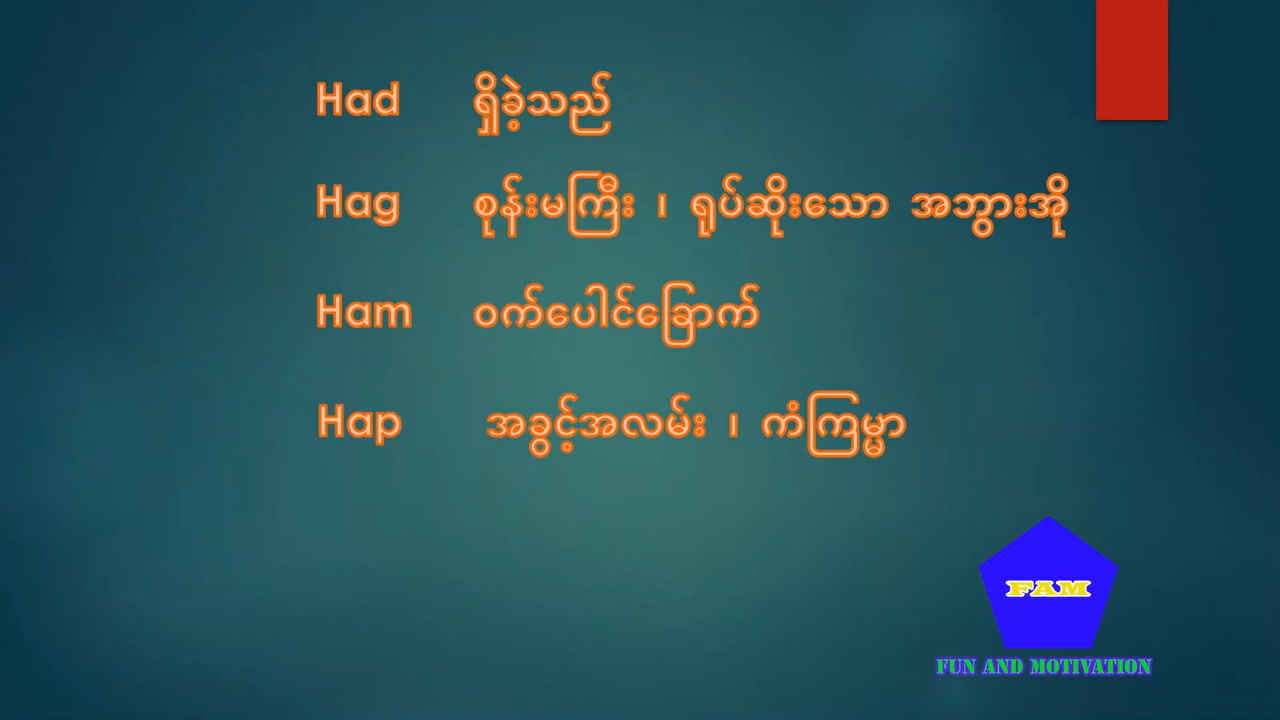 Had ရှိခဲ့သည်
Hag စုန်းမကြီး ၊ ရုပ်ဆိုးသော အဘွားအို
Ham ဝက်ပေါင်ခြောက်
Hap အခွင့်အလမ်း ၊ ကံကြမ္မာ
FAM
FUN AND MOTIVATION